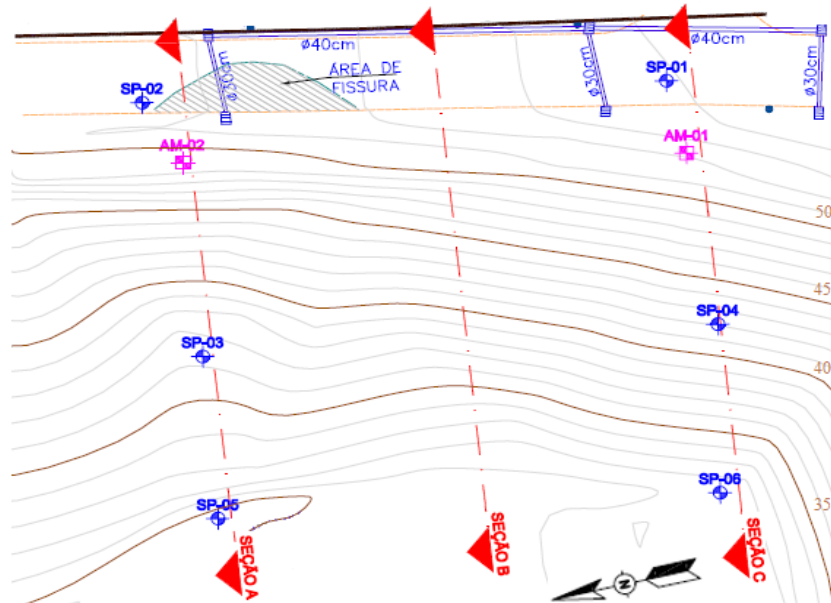 ø40cm
ø40cm
ø30cm
ø30cm
ø30cm
ÁREA DE
FISSURA
SP-02
SP-01
AM-02
AM-01
50
45
SP-04
SP-03
40
SP-06
35
SP-05
SEÇÃO A
SEÇÃO B
SEÇÃO C
N